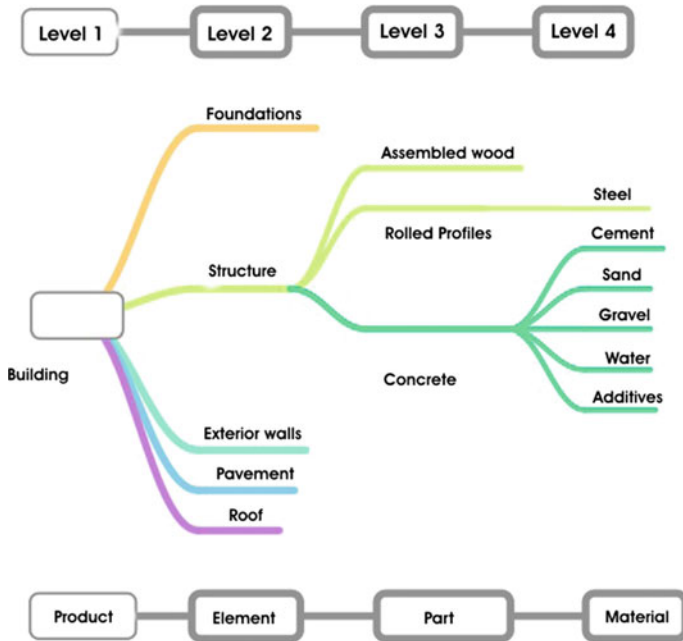 Level 1 Level 2 Level 3 Level 4
Foundations
Assembled wood
Steel
Rolled Profiles
Cement
Structure
Sand
Gravel
Water
Building
Concrete
Additives
Exterior walls
Pavement
Roof
Product Element Part Material